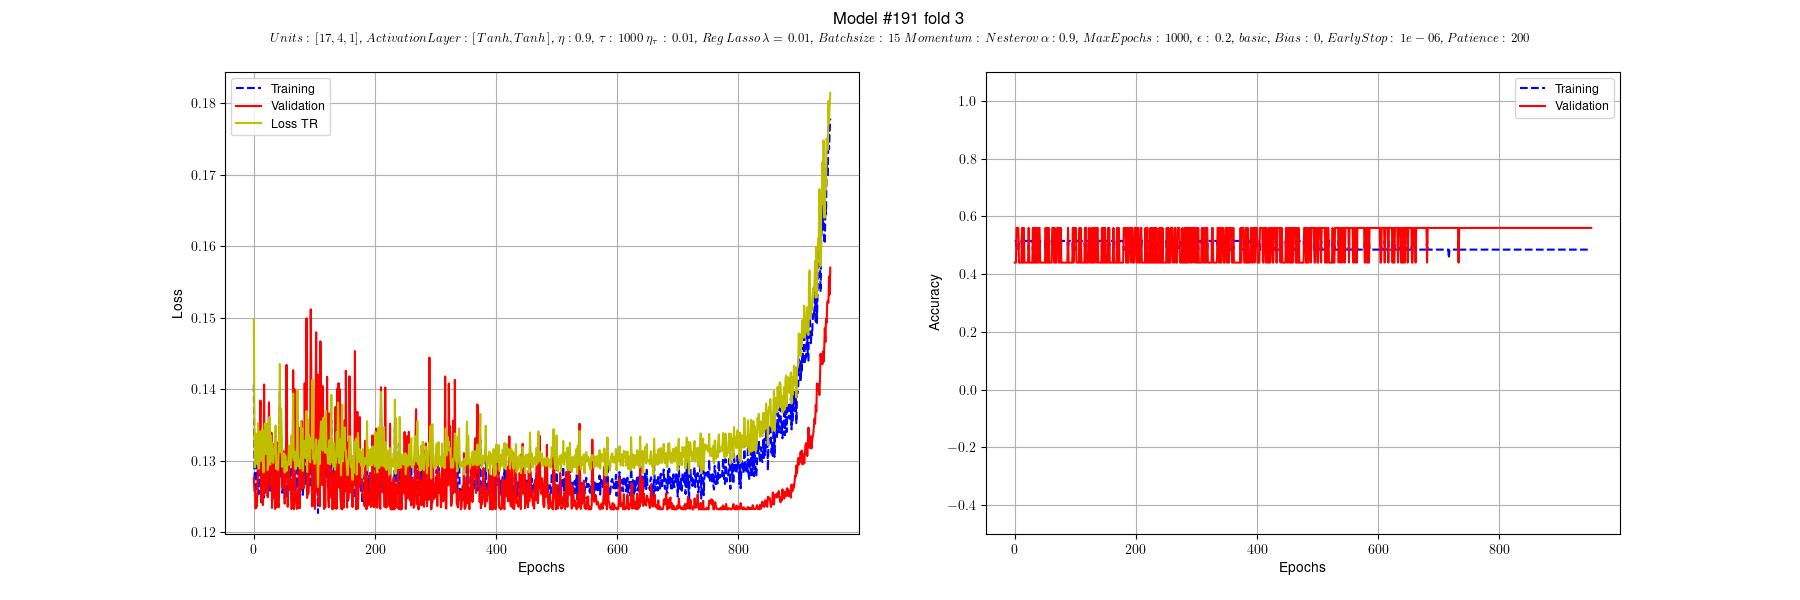 Model #191 fold 3
Units : [17, 4, 1], ActivationLayer : [Tanh, Tanh], η : 0.9, τ : 1000 η_τ : 0.01, Reg Lasso λ = 0.01, Batchsize : 15 Momentum : Nesterov α : 0.9, MaxEpochs : 1000, ϵ : 0.2, basic, Bias : 0, EarlyStop : 1e − 06, Patience : 200
Training
Validation
Loss TR
0.18
0.17
0.16
0.15
0.14
0.13
0.12
Loss
0 200 400 600 800
Epochs
Training
Validation
1.0
0.8
0.6
0.4
0.2
0.0
−0.2
−0.4
Accuracy
0 200 400 600 800
Epochs